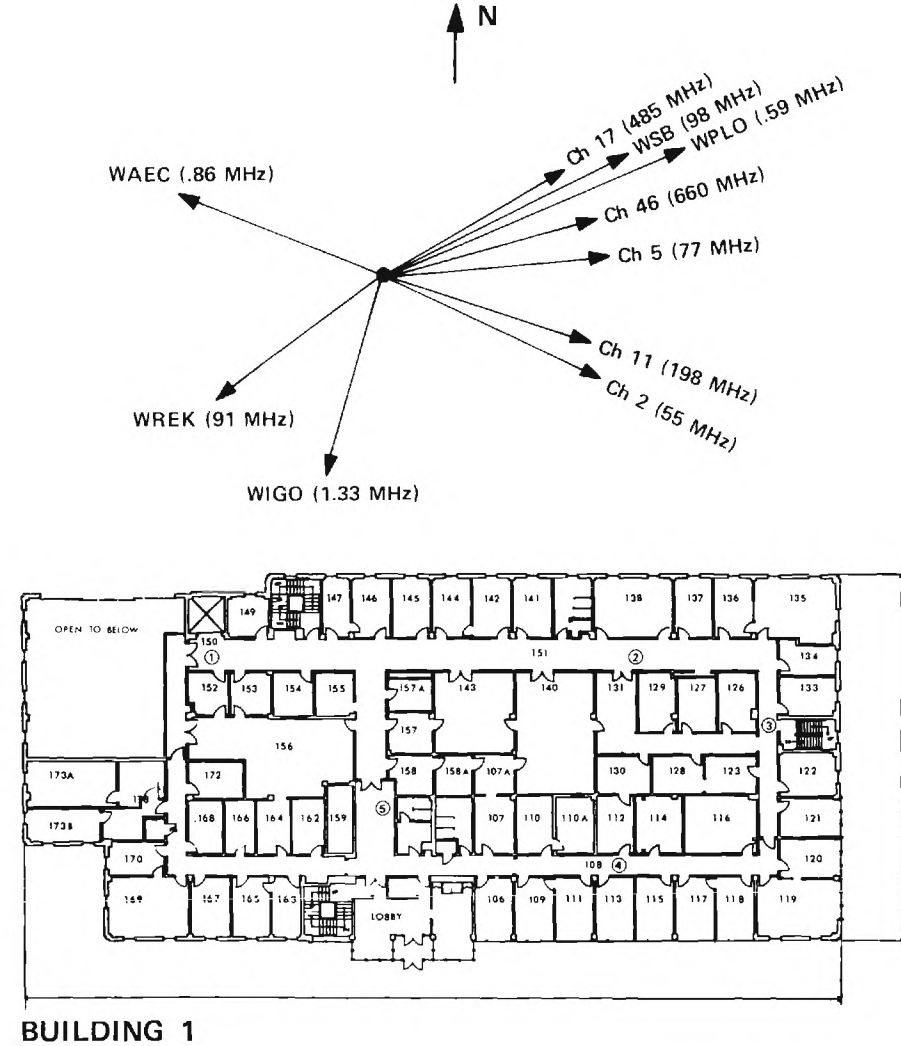 N
Ch 17 (485 MHz)
WSB (98 MHz)
WPLO (.59 MHz)
WAEC (.86 MHz)
Ch 46 (660 MHz)
Ch 5 (77 MHz)
Ch 11 (198 MHz)
Ch 2 (55 MHz)
WREK (91 MHz)
WIGO (1.33 MHz)
147 146 145 144 142 141 138 137 136 135
149
OPEN TO BELOW
150
1 151 2
134
152 153 154 155 157A 143 140 131 129 127 126 133
3
156 157
173A 172 158 158A 107A 130 128 123 122
5
173B 168 166 164 162 159 107 110 110A 112 114 116 121
170 108 4 120
169 167 165 163 LOBBY 106 109 111 113 115 117 118 119
BUILDING 1